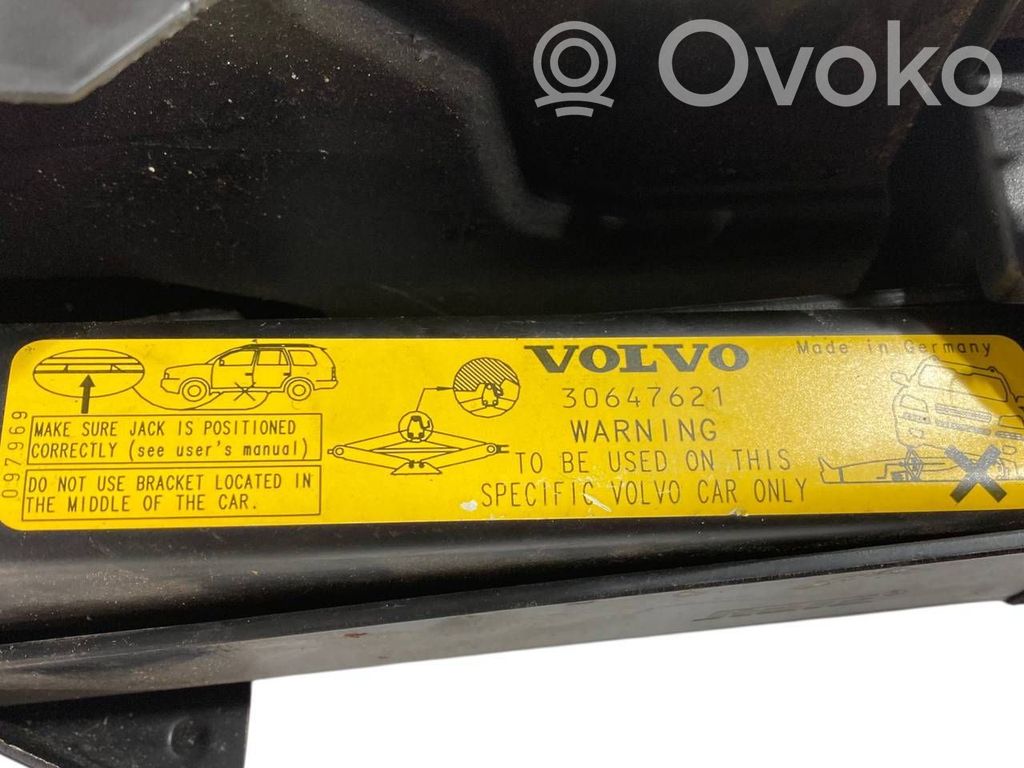 Ovoko
VOLVO
Made in Germany
30647621
WARNING
TO BE USED ON THIS
SPECIFIC VOLVO CAR ONLY
MAKE SURE JACK IS POSITIONED
CORRECTLY (see user's manual)
DO NOT USE BRACKET LOCATED IN
THE MIDDLE OF THE CAR.
097969